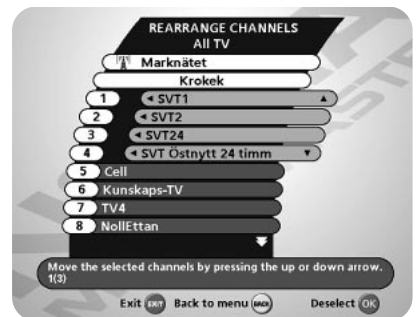 REARRANGE CHANNELS
All TV
Marknätet
Krokek
1 ◂ SVT1 ▴
2 ◂ SVT2
3 ◂ SVT24
4 ◂ SVT Östnytt 24 timm ▾
5 Cell
6 Kunskaps-TV
7 TV4
8 NollEttan
Move the selected channels by pressing the up or down arrow.
1(3)
Exit EXIT Back to menu BACK Deselect OK